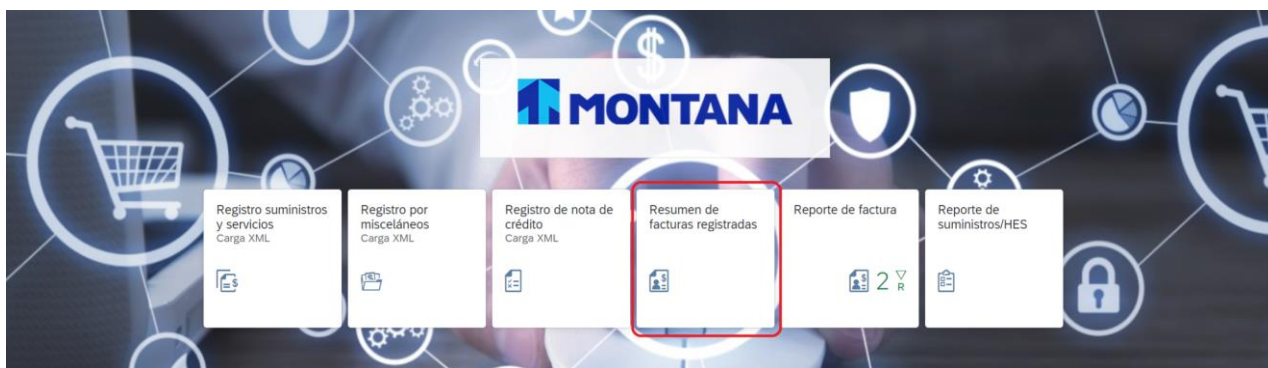 MONTANA
Registro suministros
y servicios
Carga XML
Registro por
misceláneos
Carga XML
Registro de nota de
crédito
Carga XML
Resumen de
facturas registradas
Reporte de factura
2
R
Reporte de
suministros/HES